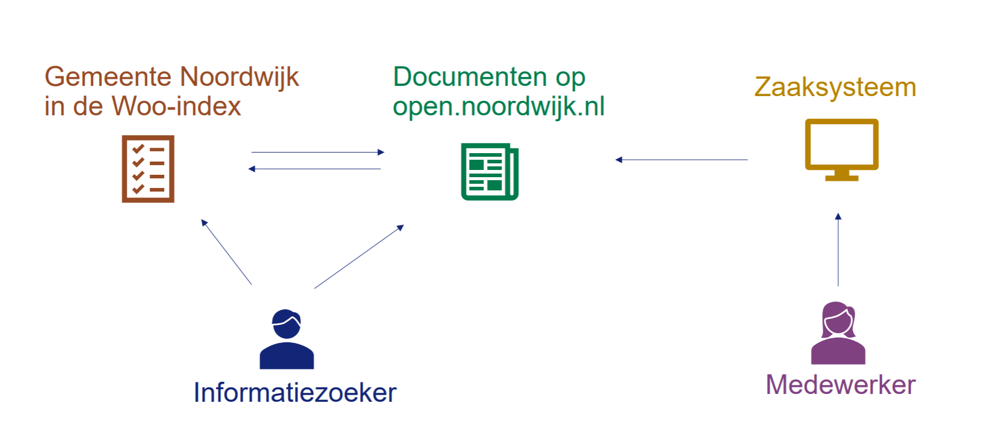 Gemeente Noordwijk
in de Woo-index
Documenten op
open.noordwijk.nl
Zaaksysteem
Informatiezoeker
Medewerker